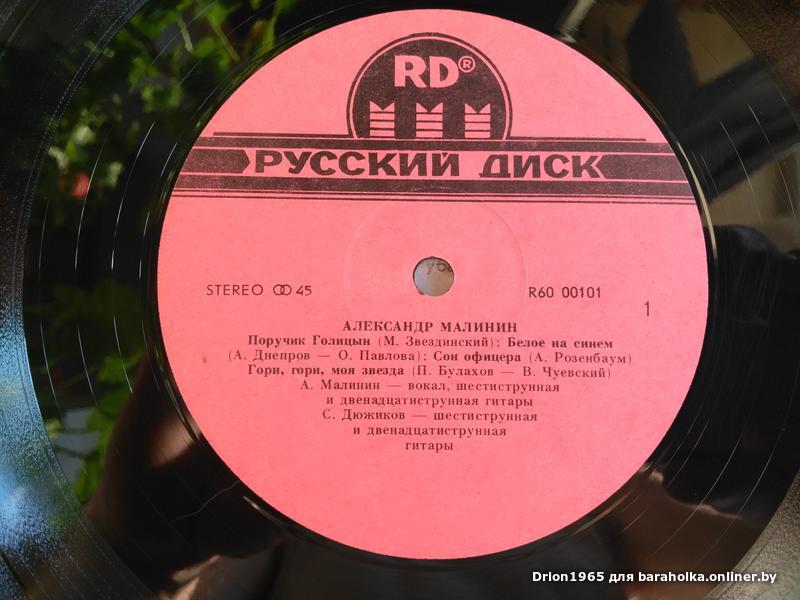 RD®
РУССКИЙ ДИСК
STEREO ꝏ 45
R60 00101
1
АЛЕКСАНДР МАЛИНИН
Поручик Голицын (М. Звездинский); Белое на синем
(А. Днепров — О. Павлова); Сон офицера (А. Розенбаум)
Гори, гори, моя звезда (П. Булахов — В. Чуевский)
А. Малинин — вокал, шестиструнная
и двенадцатиструнная гитары
С. Дюжиков — шестиструнная
и двенадцатиструнная
гитары
Drion1965 для baraholka.onliner.by